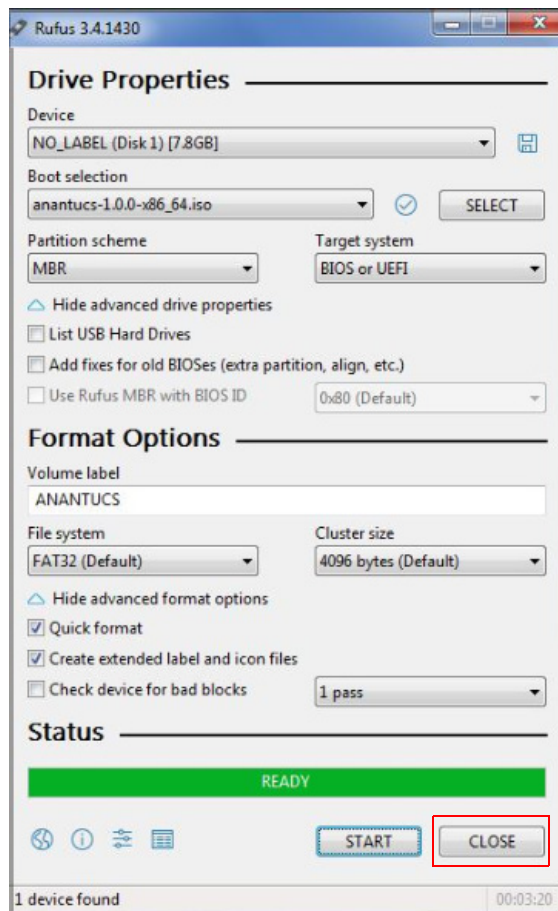 Rufus 3.4.1430
Drive Properties
Device
NO_LABEL (Disk 1) [7.8GB]
Boot selection
anantucs-1.0.0-x86_64.iso SELECT
Partition scheme Target system
MBR BIOS or UEFI
Hide advanced drive properties
List USB Hard Drives
Add fixes for old BIOSes (extra partition, align, etc.)
Use Rufus MBR with BIOS ID 0x80 (Default)
Format Options
Volume label
ANANTUCS
File system Cluster size
FAT32 (Default) 4096 bytes (Default)
Hide advanced format options
Quick format
Create extended label and icon files
Check device for bad blocks 1 pass
Status
READY
START CLOSE
1 device found 00:03:20